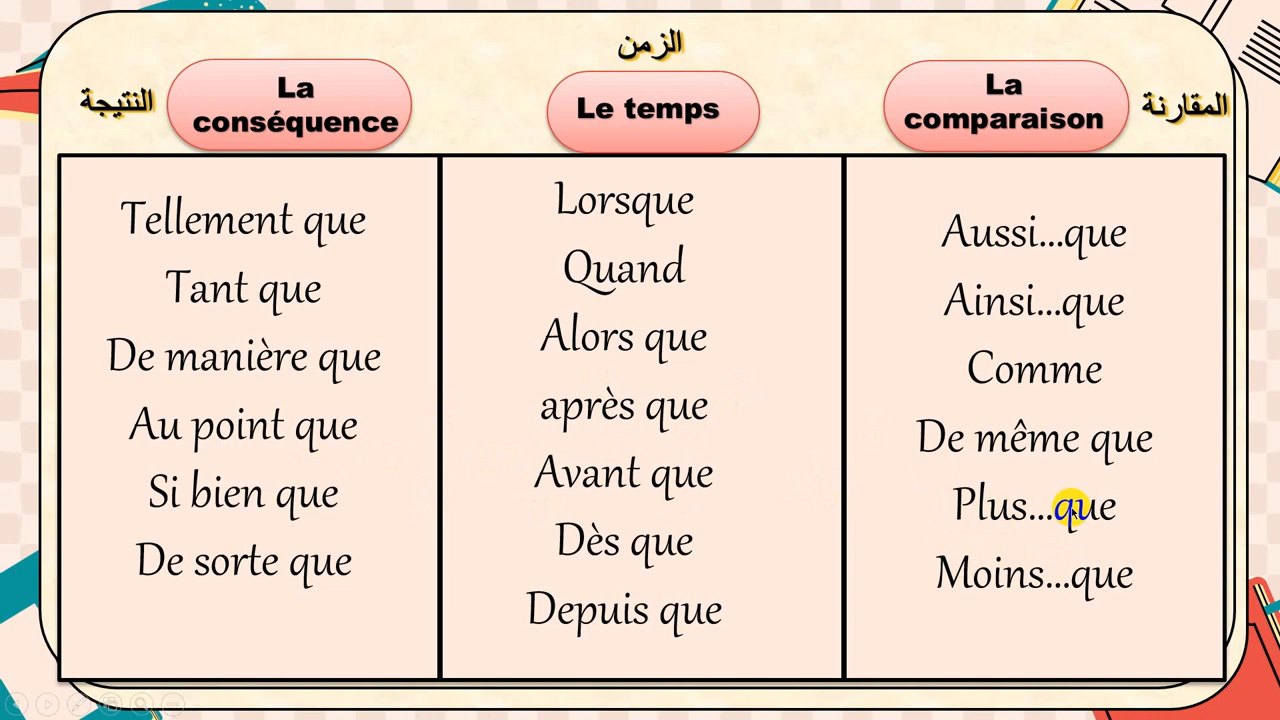 النتيجة
La
conséquence
Tellement que
Tant que
De manière que
Au point que
Si bien que
De sorte que
الزمن
Le temps
Lorsque
Quand
Alors que
après que
Avant que
Dès que
Depuis que
المقارنة
La
comparaison
Aussi...que
Ainsi...que
Comme
De même que
Plus...que
Moins...que